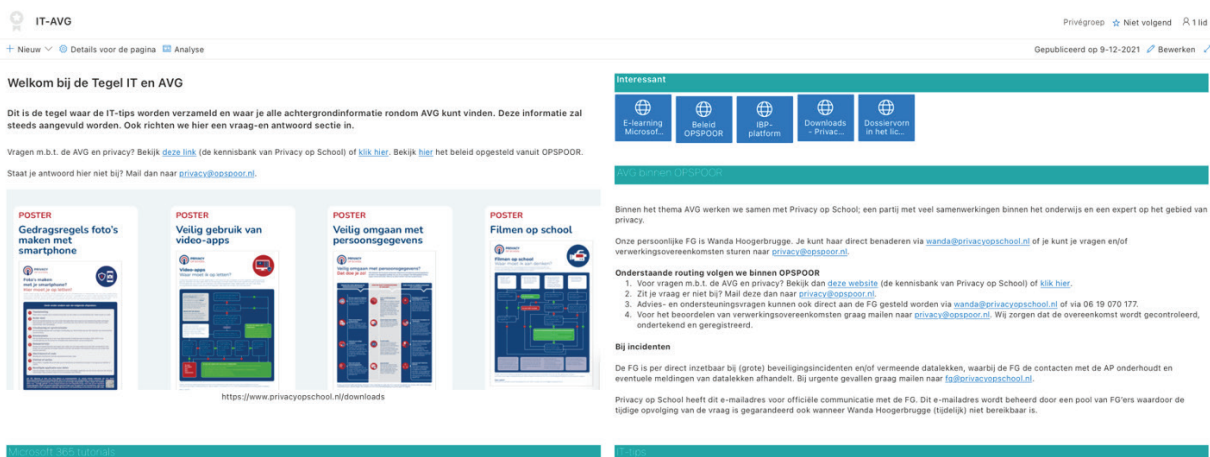 IT-AVG
Privégroep
Niet volgend
1 lid
Nieuw
Details voor de pagina
Analyse
Gepubliceerd op 9-12-2021
Bewerken
Welkom bij de Tegel IT en AVG
Dit is de tegel waar de IT-tips worden verzameld en waar je alle achtergrondinformatie rondom AVG kunt vinden. Deze informatie zal
steeds aangevuld worden. Ook richten we hier een vraag-en antwoord sectie in.
Vragen m.b.t. de AVG en privacy? Bekijk deze link (de kennisbank van Privacy op School) of klik hier. Bekijk hier het beleid opgesteld vanuit OPSPOOR.
Staat je antwoord hier niet bij? Mail dan naar privacy@opspoor.nl.
POSTER
Gedragsregels foto's
maken met
smartphone
Foto's maken
met je smartphone?
POSTER
Veilig gebruik van
video-apps
Video-apps
Waar moet je op letten?
POSTER
Veilig omgaan met
persoonsgegevens
Veilig omgaan met persoonsgegevens?
POSTER
Filmen op school
Filmen op school
https://www.privacyopschool.nl/downloads
Microsoft 365 tutorials
Interessant
E-learning
Microsof...
Beleid
OPSPOOR
IBP-
platform
Downloads
- Privac...
Dossiervorn
in het lic...
AVG binnen OPSPOOR
Binnen het thema AVG werken we samen met Privacy op School; een partij met veel samenwerkingen binnen het onderwijs en een expert op het gebied van
privacy.
Onze persoonlijke FG is Wanda Hoogerbrugge. Je kunt haar direct benaderen via wanda@privacyopschool.nl of je kunt je vragen en/of
verwerkingsovereenkomsten sturen naar privacy@opspoor.nl.
Onderstaande routing volgen we binnen OPSPOOR
1. Voor vragen m.b.t. de AVG en privacy? Bekijk dan deze website (de kennisbank van Privacy op School) of klik hier.
2. Zit je vraag er niet bij? Mail deze dan naar privacy@opspoor.nl.
3. Advies- en ondersteuningsvragen kunnen ook direct aan de FG gesteld worden via wanda@privacyopschool.nl of via 06 19 070 177.
4. Voor het beoordelen van verwerkingsovereenkomsten graag mailen naar privacy@opspoor.nl. Wij zorgen dat de overeenkomst wordt gecontroleerd,
ondertekend en geregistreerd.
Bij incidenten
De FG is per direct inzetbaar bij (grote) beveiligingsincidenten en/of vermeende datalekken, waarbij de FG de contacten met de AP onderhoudt en
eventuele meldingen van datalekken afhandelt. Bij urgente gevallen graag mailen naar fg@privacyopschool.nl.
Privacy op School heeft dit e-mailadres voor officiële communicatie met de FG. Dit e-mailadres wordt beheerd door een pool van FG'ers waardoor de
tijdige opvolging van de vraag is gegarandeerd ook wanneer Wanda Hoogerbrugge (tijdelijk) niet bereikbaar is.
IT-tips